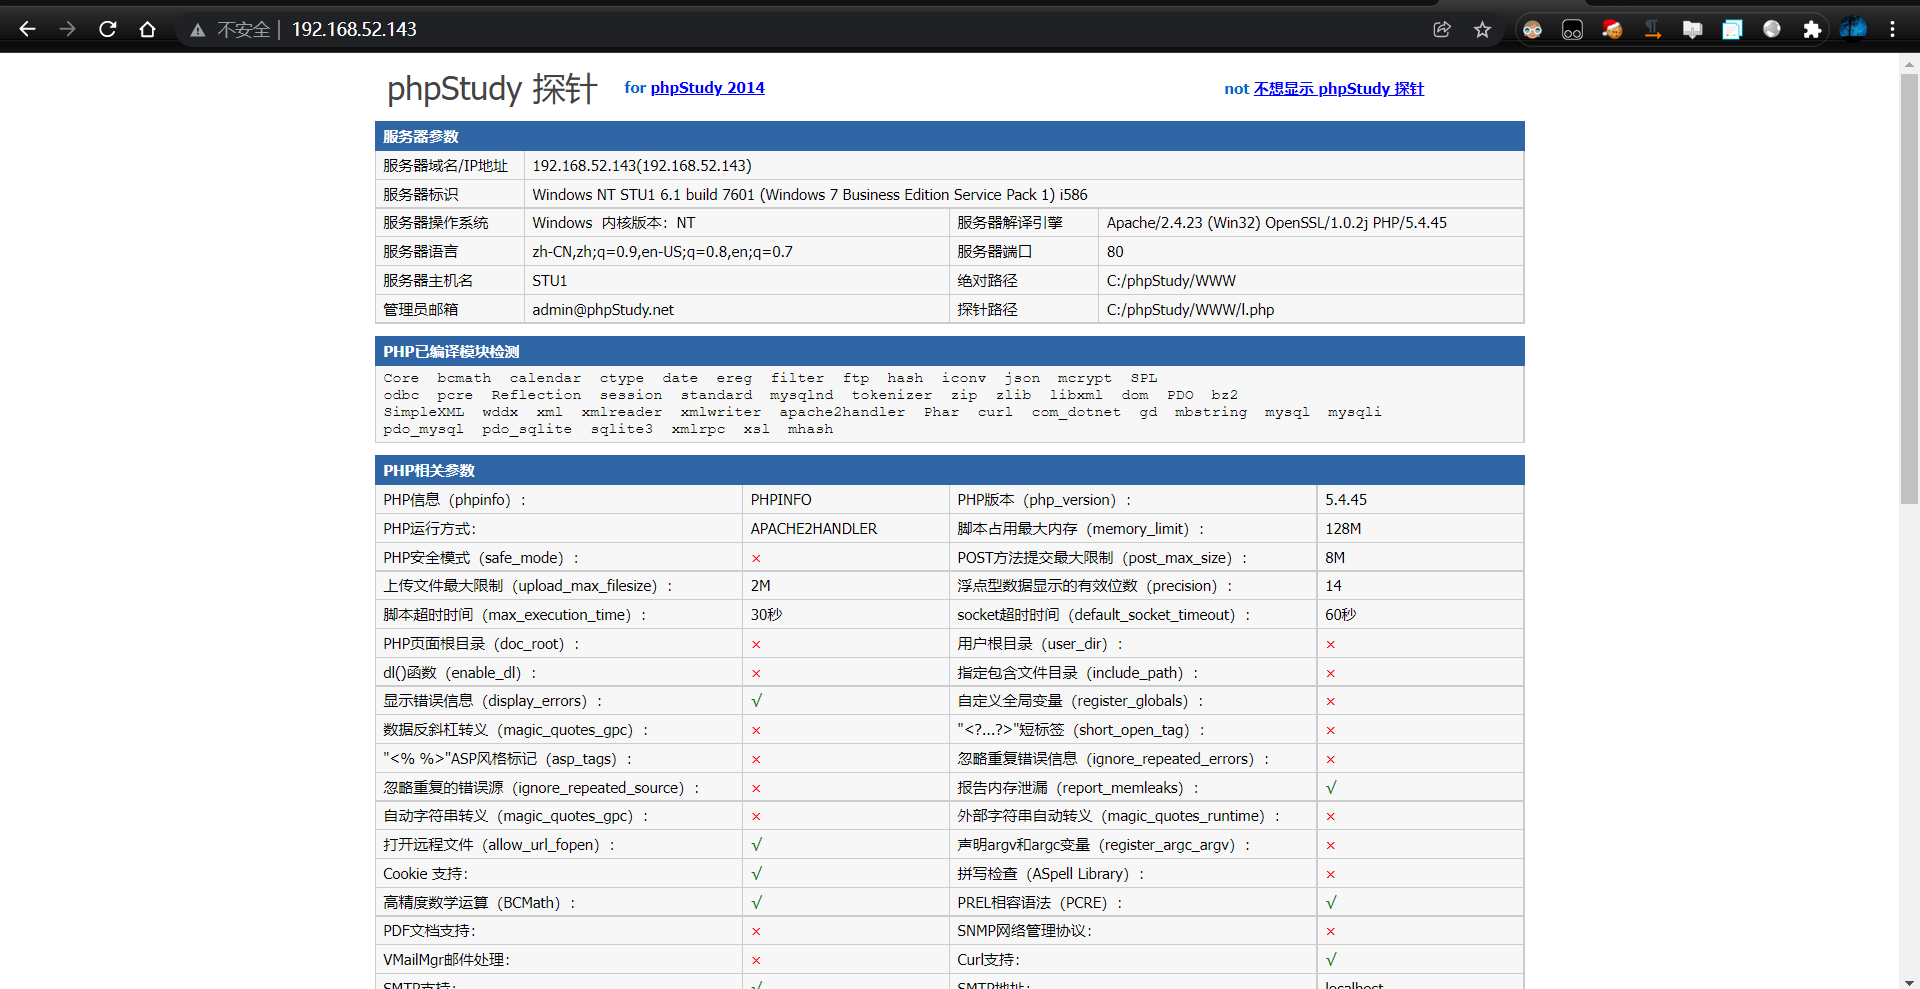 不安全 | 192.168.52.143
phpStudy 探针 for phpStudy 2014 not 不想显示 phpStudy 探针
服务器参数
服务器域名/IP地址 192.168.52.143(192.168.52.143)
服务器标识 Windows NT STU1 6.1 build 7601 (Windows 7 Business Edition Service Pack 1) i586
服务器操作系统 Windows 内核版本：NT 服务器解译引擎 Apache/2.4.23 (Win32) OpenSSL/1.0.2j PHP/5.4.45
服务器语言 zh-CN,zh;q=0.9,en-US;q=0.8,en;q=0.7 服务器端口 80
服务器主机名 STU1 绝对路径 C:/phpStudy/WWW
管理员邮箱 admin@phpStudy.net 探针路径 C:/phpStudy/WWW/l.php
PHP已编译模块检测
Core bcmath calendar ctype date ereg filter ftp hash iconv json mcrypt SPL
odbc pcre Reflection session standard mysqlnd tokenizer zip zlib libxml dom PDO bz2
SimpleXML wddx xml xmlreader xmlwriter apache2handler Phar curl com_dotnet gd mbstring mysql mysqli
pdo_mysql pdo_sqlite sqlite3 xmlrpc xsl mhash
PHP相关参数
PHP信息（phpinfo）： PHPINFO PHP版本（php_version）： 5.4.45
PHP运行方式： APACHE2HANDLER 脚本占用最大内存（memory_limit）： 128M
PHP安全模式（safe_mode）： × POST方法提交最大限制（post_max_size）： 8M
上传文件最大限制（upload_max_filesize）： 2M 浮点型数据显示的有效位数（precision）： 14
脚本超时时间（max_execution_time）： 30秒 socket超时时间（default_socket_timeout）： 60秒
PHP页面根目录（doc_root）： × 用户根目录（user_dir）： ×
dl()函数（enable_dl）： × 指定包含文件目录（include_path）： ×
显示错误信息（display_errors）： √ 自定义全局变量（register_globals）： ×
数据反斜杠转义（magic_quotes_gpc）： × "<?...?>"短标签（short_open_tag）： ×
"<% %>"ASP风格标记（asp_tags）： × 忽略重复错误信息（ignore_repeated_errors）： ×
忽略重复的错误源（ignore_repeated_source）： × 报告内存泄漏（report_memleaks）： √
自动字符串转义（magic_quotes_gpc）： × 外部字符串自动转义（magic_quotes_runtime）： ×
打开远程文件（allow_url_fopen）： √ 声明argv和argc变量（register_argc_argv）： ×
Cookie 支持： √ 拼写检查（ASpell Library）： ×
高精度数学运算（BCMath）： √ PREL相容语法（PCRE）： √
PDF文档支持： × SNMP网络管理协议： ×
VMailMgr邮件处理： × Curl支持： √
SMTP支持： √ SMTP地址： localhost